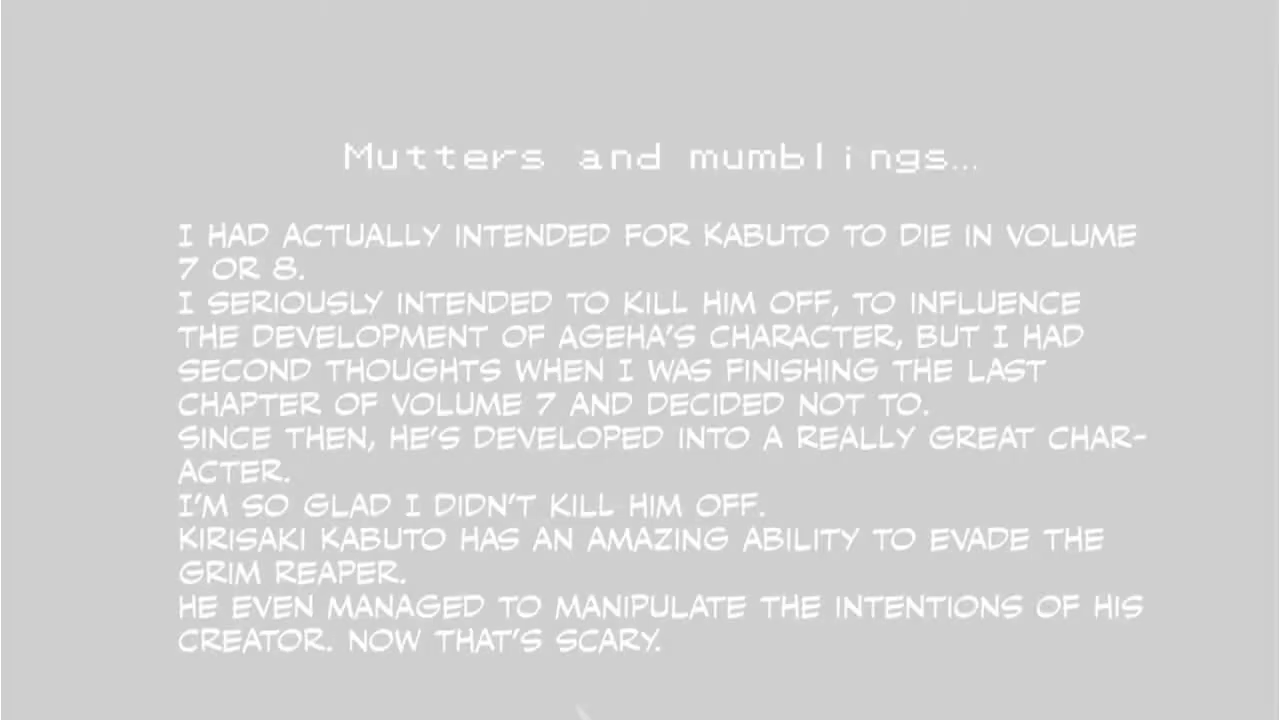 Mutters and mumblings...
I HAD ACTUALLY INTENDED FOR KABUTO TO DIE IN VOLUME
7 OR 8.
I SERIOUSLY INTENDED TO KILL HIM OFF, TO INFLUENCE
THE DEVELOPMENT OF AGEHA'S CHARACTER, BUT I HAD
SECOND THOUGHTS WHEN I WAS FINISHING THE LAST
CHAPTER OF VOLUME 7 AND DECIDED NOT TO.
SINCE THEN, HE'S DEVELOPED INTO A REALLY GREAT CHAR-
ACTER.
I'M SO GLAD I DIDN'T KILL HIM OFF.
KIRISAKI KABUTO HAS AN AMAZING ABILITY TO EVADE THE
GRIM REAPER.
HE EVEN MANAGED TO MANIPULATE THE INTENTIONS OF HIS
CREATOR. NOW THAT'S SCARY.